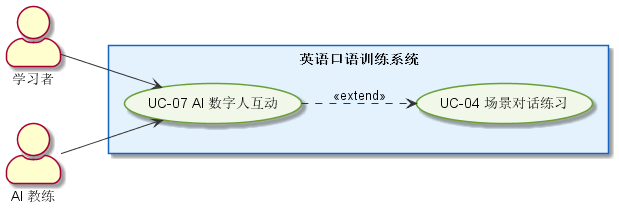 英语口语训练系统
学习者
UC-07 AI 数字人互动
«extend»
UC-04 场景对话练习
AI 教练